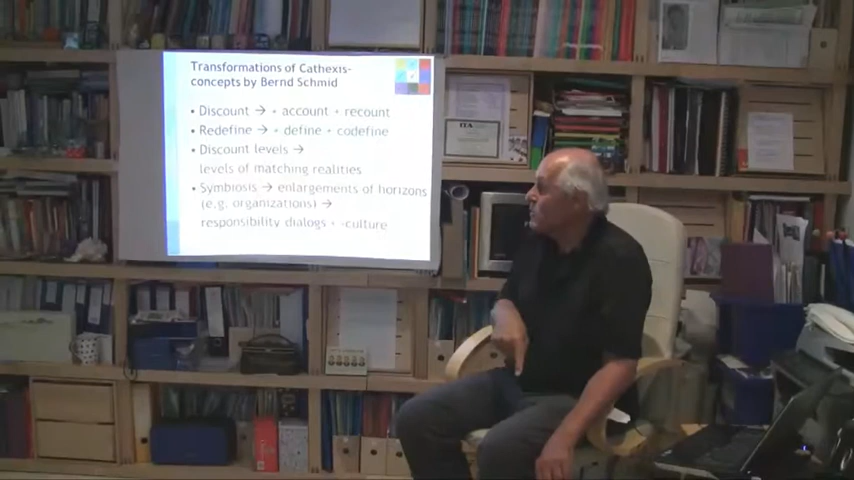 Transformations of Cathexis-
concepts by Bernd Schmid
• Discount → + account + recount
• Redefine → + define + codefine
• Discount levels →
levels of matching realities
• Symbiosis → enlargements of horizons
(e.g. organizations) →
responsibility dialogs + -culture
ITA